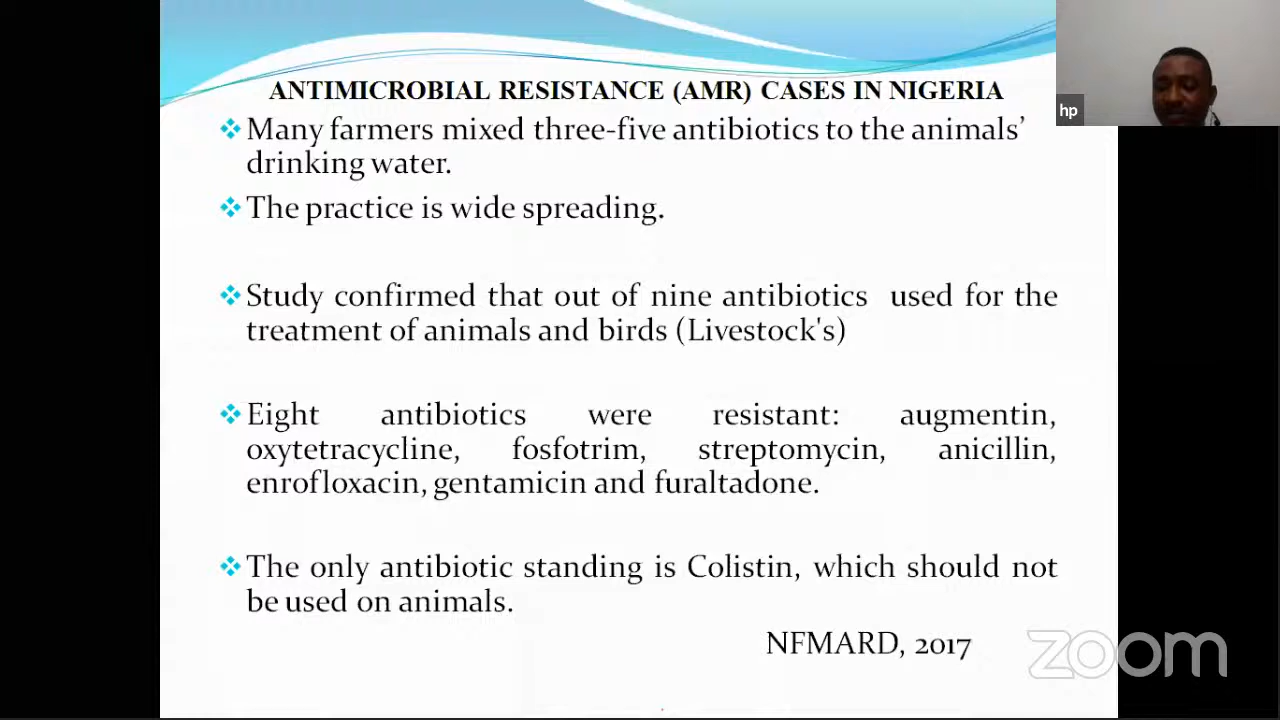 ANTIMICROBIAL RESISTANCE (AMR) CASES IN NIGERIA
Many farmers mixed three-five antibiotics to the animals’
drinking water.
The practice is wide spreading.
Study confirmed that out of nine antibiotics used for the
treatment of animals and birds (Livestock's)
Eight antibiotics were resistant: augmentin,
oxytetracycline, fosfotrim, streptomycin, anicillin,
enrofloxacin, gentamicin and furaltadone.
The only antibiotic standing is Colistin, which should not
be used on animals.
NFMARD, 2017
hp
zoom